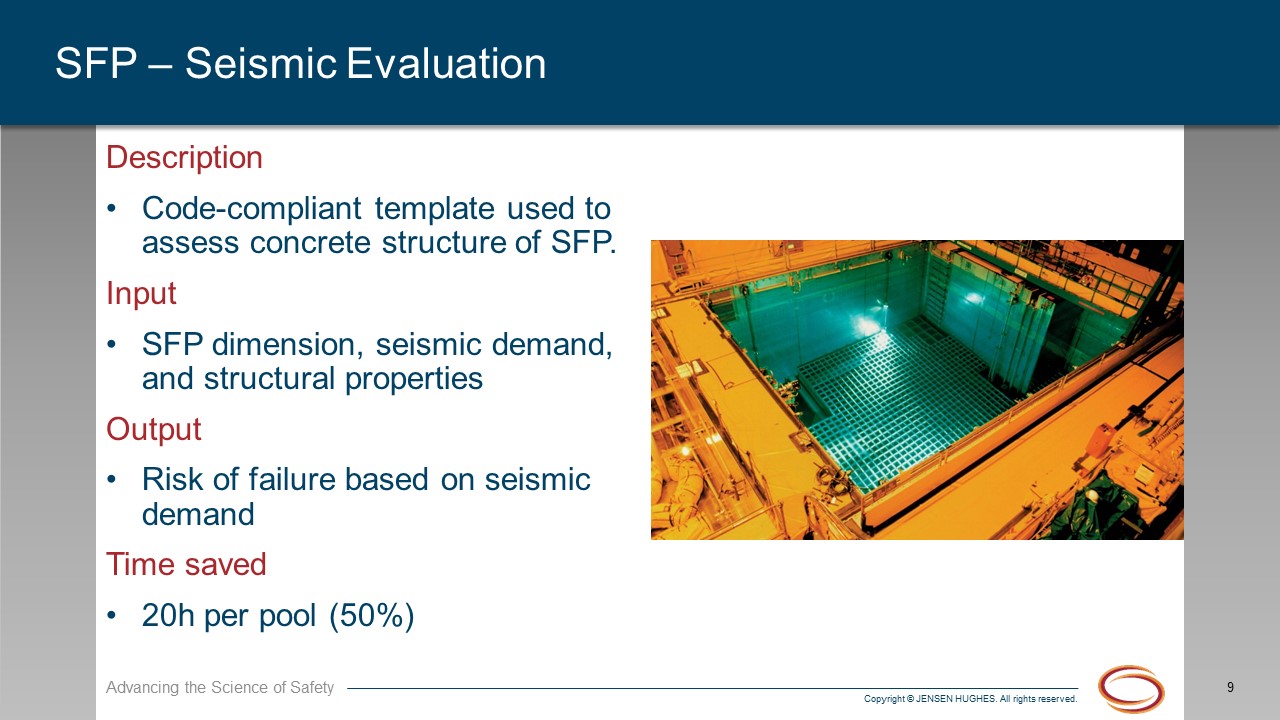 SFP – Seismic Evaluation
Description
• Code-compliant template used to
assess concrete structure of SFP.
Input
• SFP dimension, seismic demand,
and structural properties
Output
• Risk of failure based on seismic
demand
Time saved
• 20h per pool (50%)
Advancing the Science of Safety
Copyright © JENSEN HUGHES. All rights reserved.
9